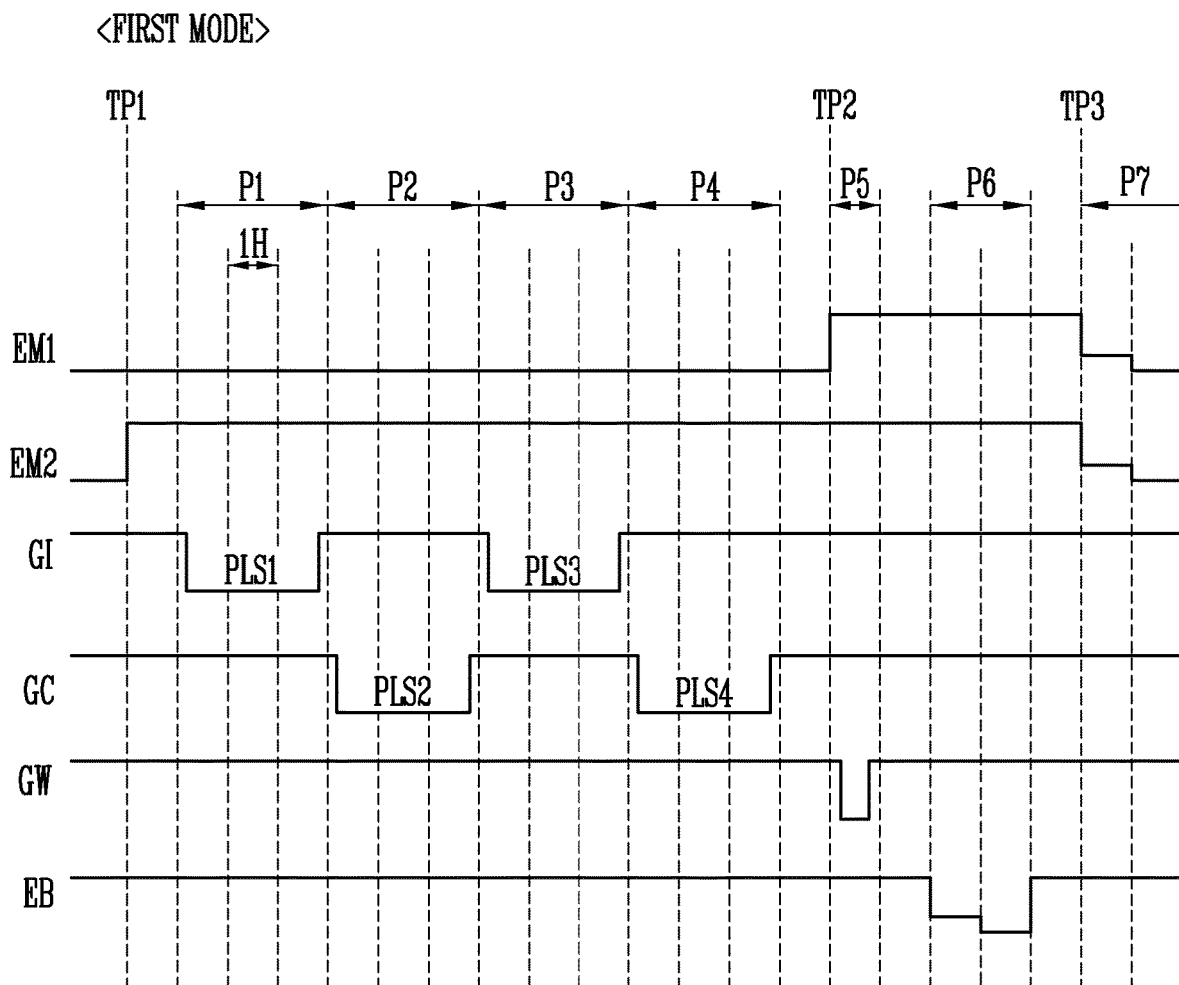 <FIRST MODE>
TP1 TP2 TP3
P1 P2 P3 P4 P5 P6 P7
1H
EM1
EM2
GI PLS1 PLS3
GC PLS2 PLS4
GW
EB